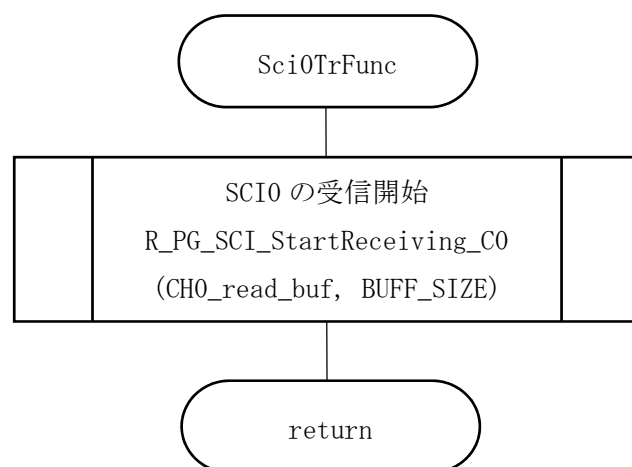 Sci0TrFunc
SCI0 の受信開始
R_PG_SCI_StartReceiving_C0
(CH0_read_buf, BUFF_SIZE)
return